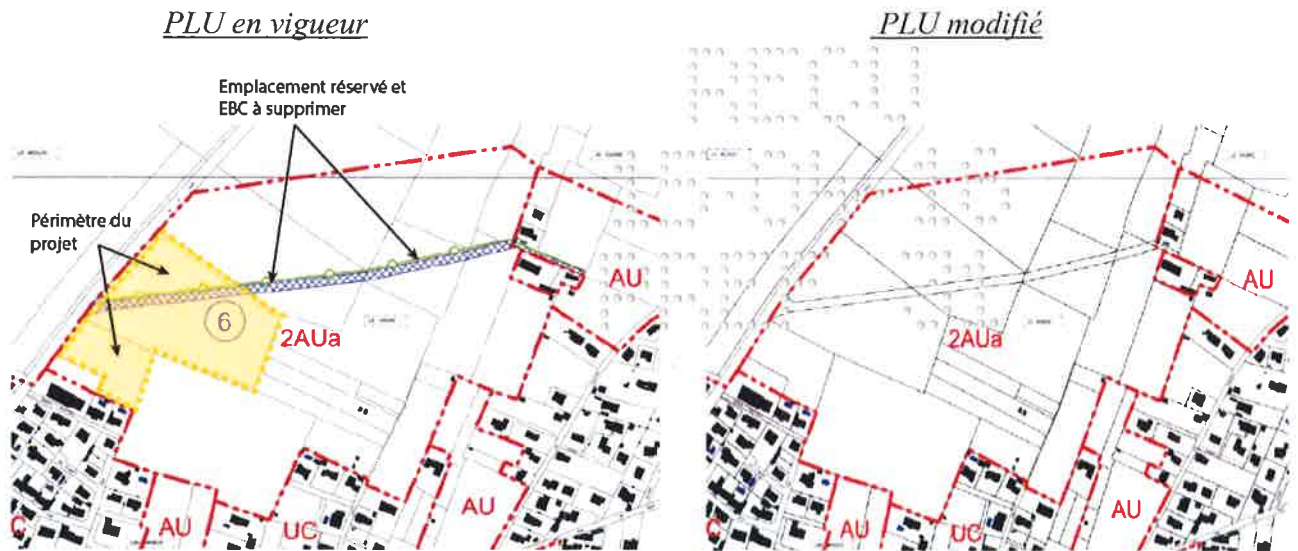 PLU en vigueur
PLU modifié
Emplacement réservé et
EBC à supprimer
Périmètre du
projet
6
2AUa
AU
AU
UC
AU
C
RECU
2AUa
AU
AU
UC
AU
C